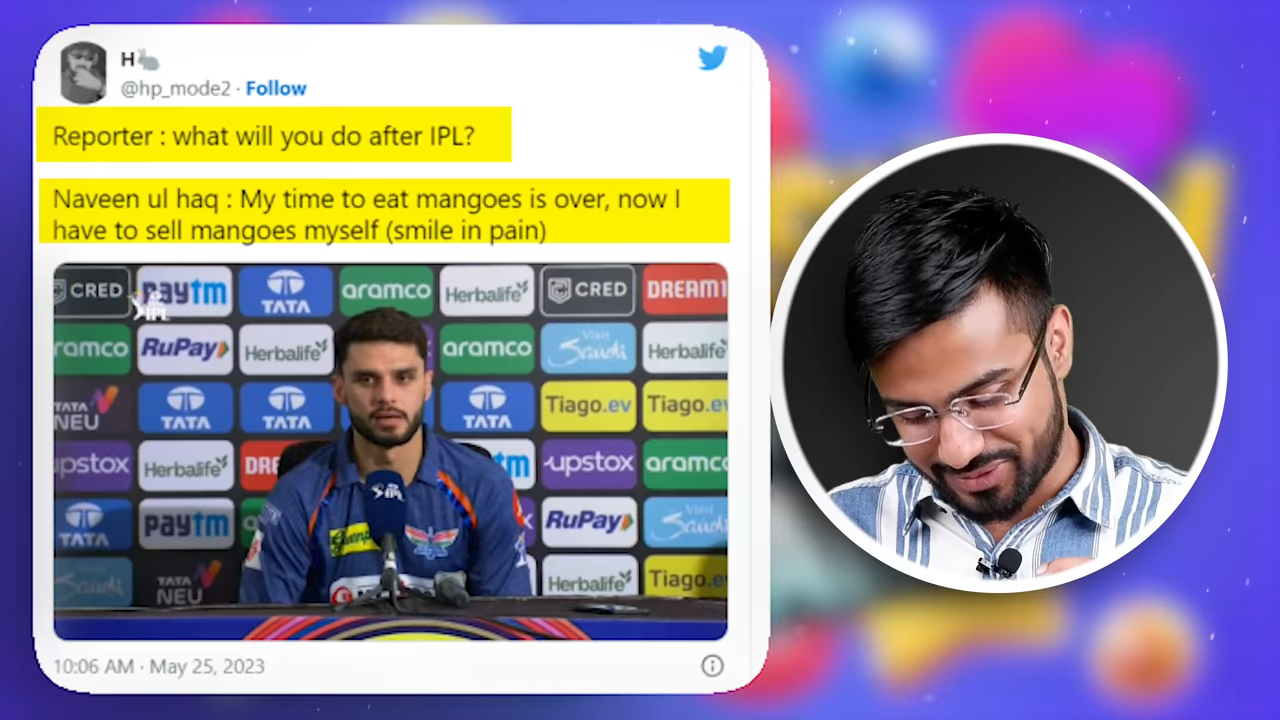 H
@hp_mode2 · Follow
Reporter : what will you do after IPL?
Naveen ul haq : My time to eat mangoes is over, now I
have to sell mangoes myself (smile in pain)
CRED paytm TATA aramco Herbalife CRED DREAM1
IPL
aramco RuPay Herbalife aramco Visit Saudi Herbalife
TATA NEU TATA TATA TATA Tiago.ev Tiago.ev
upstox Herbalife DRE tm upstox aramco
TATA paytm RuPay Visit Saudi
IPL
Saudi TATA NEU Herbalife Tiago.ev
10:06 AM · May 25, 2023